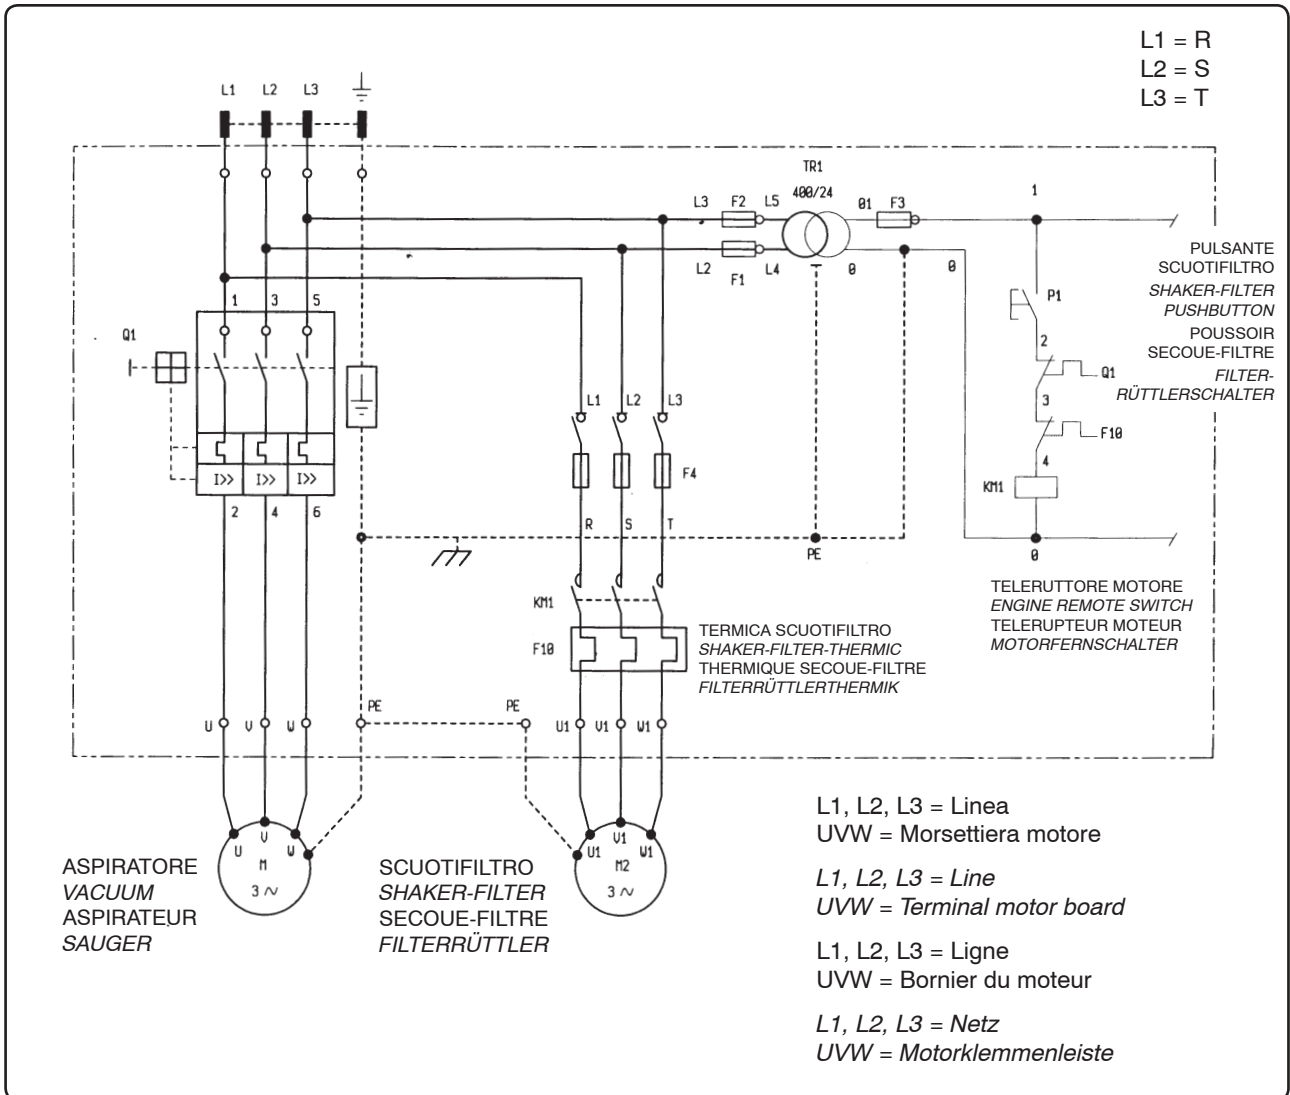 L1 = R
L2 = S
L3 = T
L1 L2 L3
TR1
400/24
L3 F2 L5 01 F3 1
L2 F1 L4 0 0
PULSANTE
SCUOTIFILTRO
SHAKER-FILTER
PUSHBUTTON
POUSSOIR
SECOUE-FILTRE
FILTER-
RÜTTLERSCHALTER
1 3 5
Q1
P1
2
Q1
3
F10
4
KM1
0
L1 L2 L3
F4
I>> I>> I>>
2 4 6
R S T
PE
KM1
F10
TELERUTTORE MOTORE
ENGINE REMOTE SWITCH
TELERUPTEUR MOTEUR
MOTORFERNSCHALTER
TERMICA SCUOTIFILTRO
SHAKER-FILTER-THERMIC
THERMIQUE SECOUE-FILTRE
FILTERRÜTTLERTHERMIK
PE PE
U V W U1 V1 W1
U V W
M
3 ~
U1 V1 W1
M2
3 ~
ASPIRATORE
VACUUM
ASPIRATEUR
SAUGER
SCUOTIFILTRO
SHAKER-FILTER
SECOUE-FILTRE
FILTERRÜTTLER
L1, L2, L3 = Linea
UVW = Morsettiera motore
L1, L2, L3 = Line
UVW = Terminal motor board
L1, L2, L3 = Ligne
UVW = Bornier du moteur
L1, L2, L3 = Netz
UVW = Motorklemmenleiste